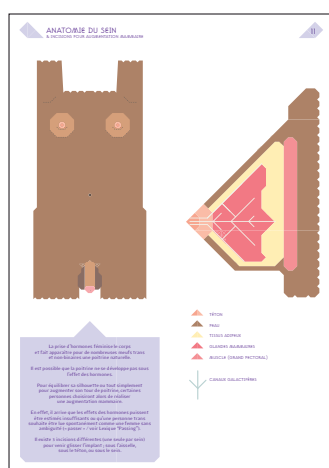 ANATOMIE DU SEIN
& INCISIONS POUR AUGMENTATION MAMMAIRE
11
TÉTON
PEAU
TISSUS ADIPEUX
GLANDES MAMMAIRES
MUSCLE (GRAND PECTORAL)
CANAUX GALACTOPHORES
La prise d'hormones féminise le corps
et fait apparaître pour de nombreuses meufs trans
et non-binaires une poitrine naturelle.
Il est possible que la poitrine ne se développe pas sous
l'effet des hormones.
Pour équilibrer sa silhouette ou tout simplement
pour augmenter son tour de poitrine, certaines
personnes choisiront alors de réaliser
une augmentation mammaire.
En effet, il arrive que les effets des hormones puissent
être estimés insuffisants ou qu'une personne trans
souhaite être lue spontanément comme une femme sans
ambiguïté (« passer » / voir Lexique "Passing").
Il existe 3 incisions différentes (une seule par sein)
pour venir glisser l'implant ; sous l'aisselle,
sous le téton, ou sous le sein.